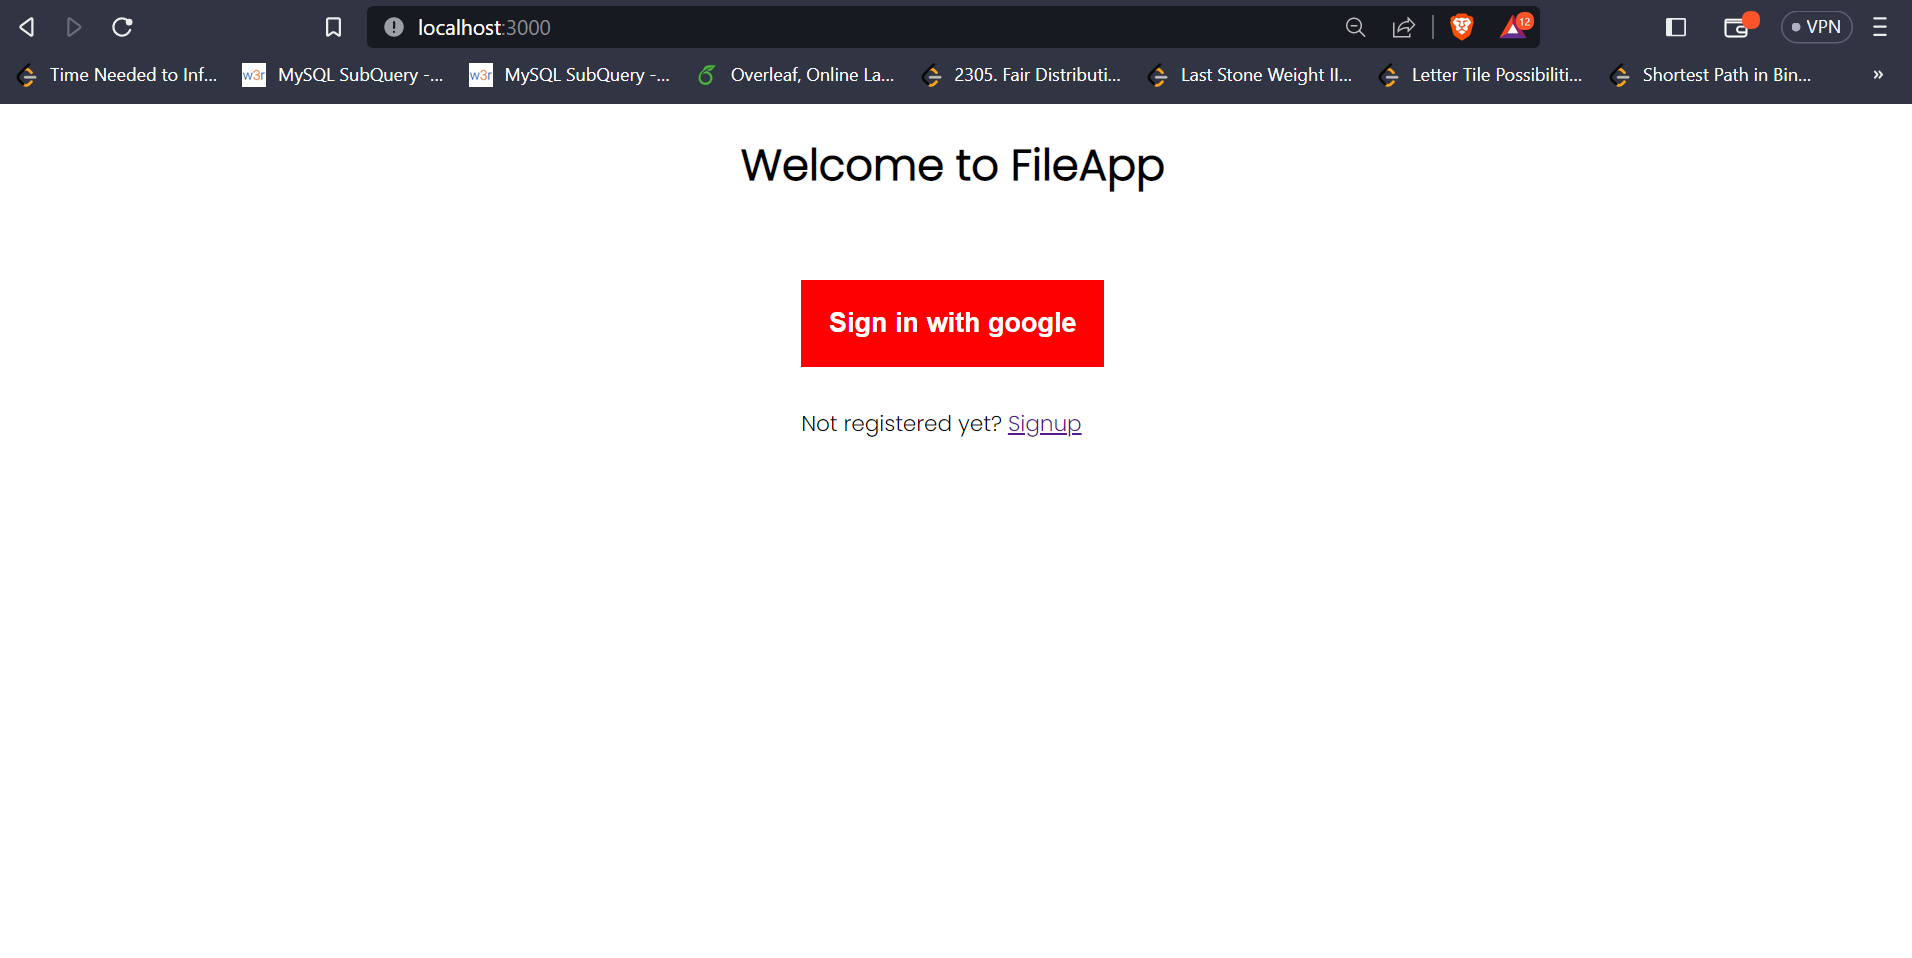 localhost:3000
12
VPN
Time Needed to Inf...
w3r
MySQL SubQuery -...
w3r
MySQL SubQuery -...
Overleaf, Online La...
2305. Fair Distributi...
Last Stone Weight II...
Letter Tile Possibiliti...
Shortest Path in Bin...
»
Welcome to FileApp
Sign in with google
Not registered yet? Signup